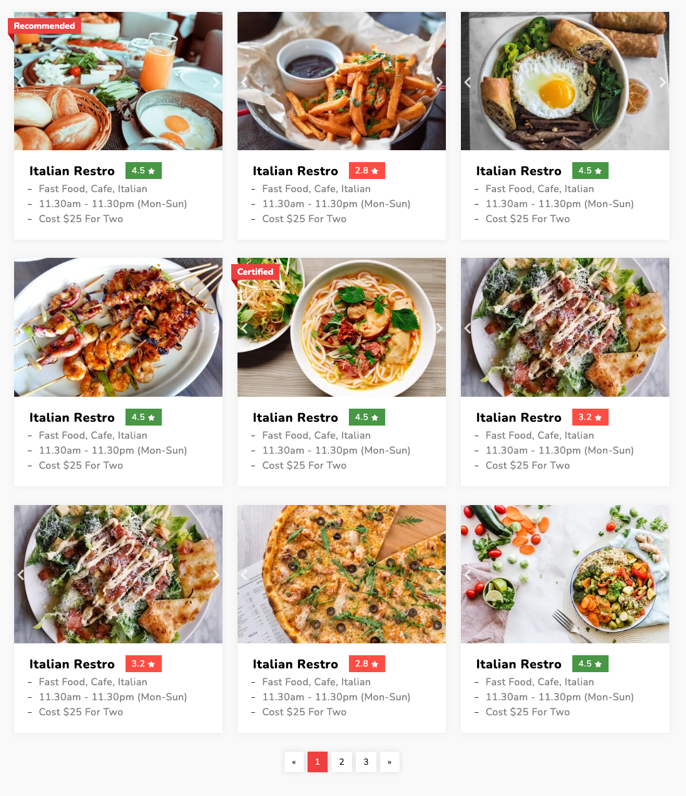 Recommended
Italian Restro 4.5
- Fast Food, Cafe, Italian
- 11.30am - 11.30pm (Mon-Sun)
- Cost $25 For Two
Italian Restro 2.8
- Fast Food, Cafe, Italian
- 11.30am - 11.30pm (Mon-Sun)
- Cost $25 For Two
Italian Restro 4.5
- Fast Food, Cafe, Italian
- 11.30am - 11.30pm (Mon-Sun)
- Cost $25 For Two
Italian Restro 4.5
- Fast Food, Cafe, Italian
- 11.30am - 11.30pm (Mon-Sun)
- Cost $25 For Two
Certified
Italian Restro 4.5
- Fast Food, Cafe, Italian
- 11.30am - 11.30pm (Mon-Sun)
- Cost $25 For Two
Italian Restro 3.2
- Fast Food, Cafe, Italian
- 11.30am - 11.30pm (Mon-Sun)
- Cost $25 For Two
Italian Restro 3.2
- Fast Food, Cafe, Italian
- 11.30am - 11.30pm (Mon-Sun)
- Cost $25 For Two
Italian Restro 2.8
- Fast Food, Cafe, Italian
- 11.30am - 11.30pm (Mon-Sun)
- Cost $25 For Two
Italian Restro 4.5
- Fast Food, Cafe, Italian
- 11.30am - 11.30pm (Mon-Sun)
- Cost $25 For Two
« 1 2 3 »